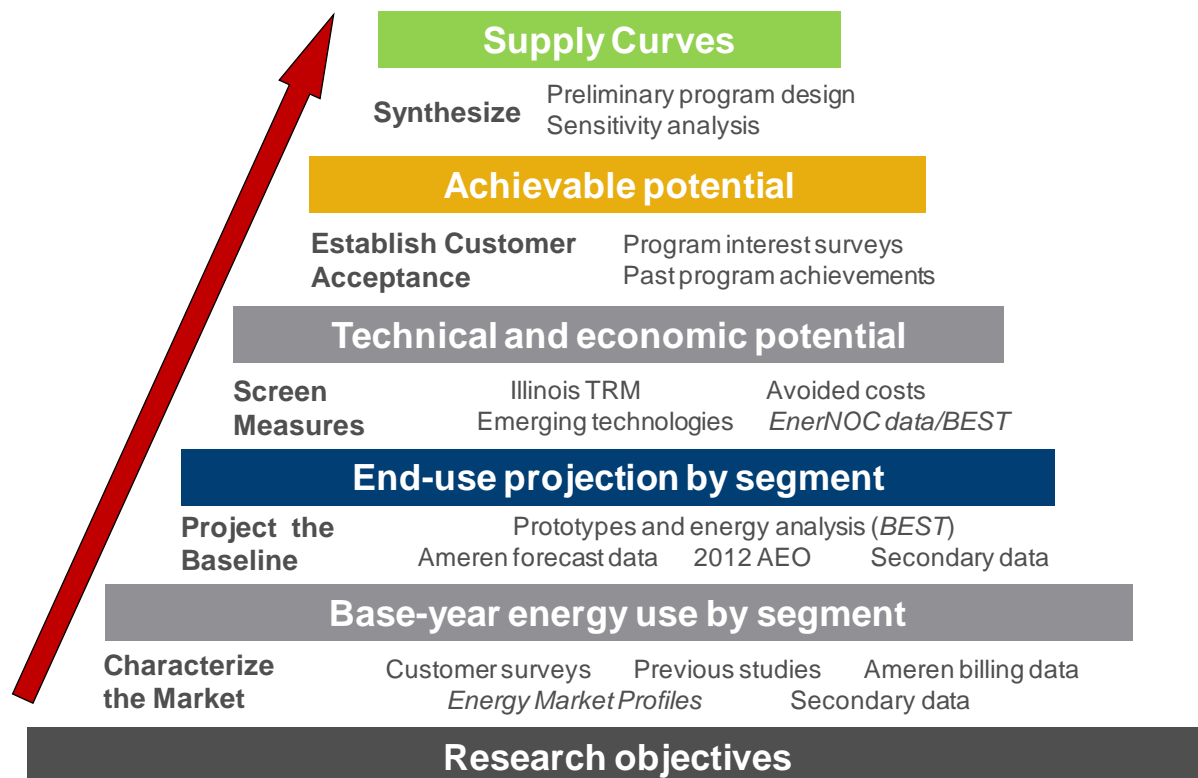 Supply Curves
Synthesize
Preliminary program design
Sensitivity analysis
Achievable potential
Establish Customer
Acceptance
Program interest surveys
Past program achievements
Technical and economic potential
Screen
Measures
Illinois TRM Avoided costs
Emerging technologies EnerNOC data/BEST
End-use projection by segment
Project the
Baseline
Prototypes and energy analysis (BEST)
Ameren forecast data 2012 AEO Secondary data
Base-year energy use by segment
Characterize
the Market
Customer surveys Previous studies Ameren billing data
Energy Market Profiles Secondary data
Research objectives